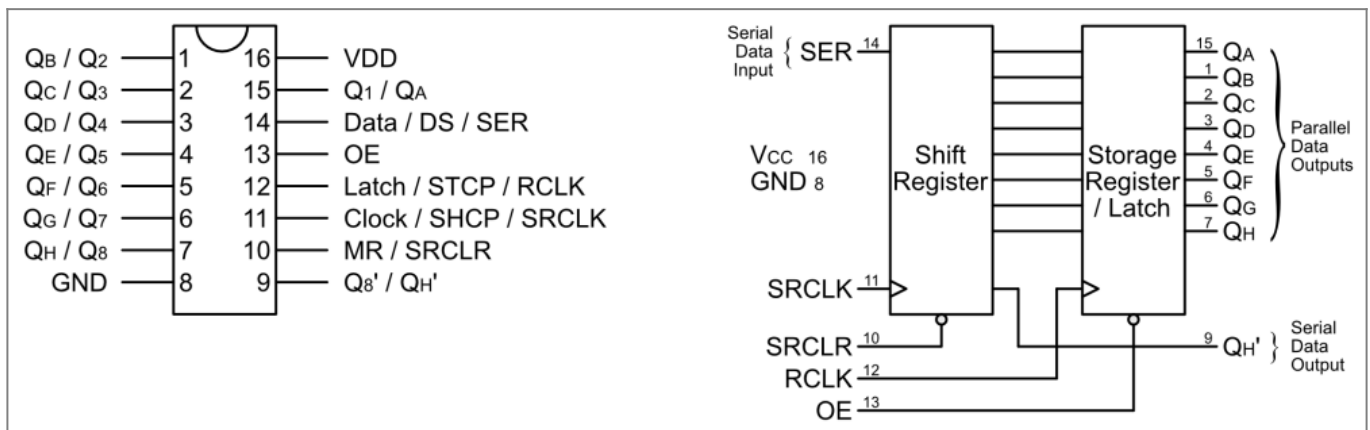 QB / Q2 1 16 VDD
QC / Q3 2 15 Q1 / QA
QD / Q4 3 14 Data / DS / SER
QE / Q5 4 13 OE
QF / Q6 5 12 Latch / STCP / RCLK
QG / Q7 6 11 Clock / SHCP / SRCLK
QH / Q8 7 10 MR / SRCLR
GND 8 9 Q8' / QH'
Serial
Data
Input
SER 14
VCC 16
GND 8
SRCLK 11
SRCLR 10
RCLK 12
OE 13
Shift
Register
Storage
Register
/ Latch
15 QA
1 QB
2 QC
3 QD
4 QE
5 QF
6 QG
7 QH
Parallel
Data
Outputs
9 QH'
Serial
Data
Output